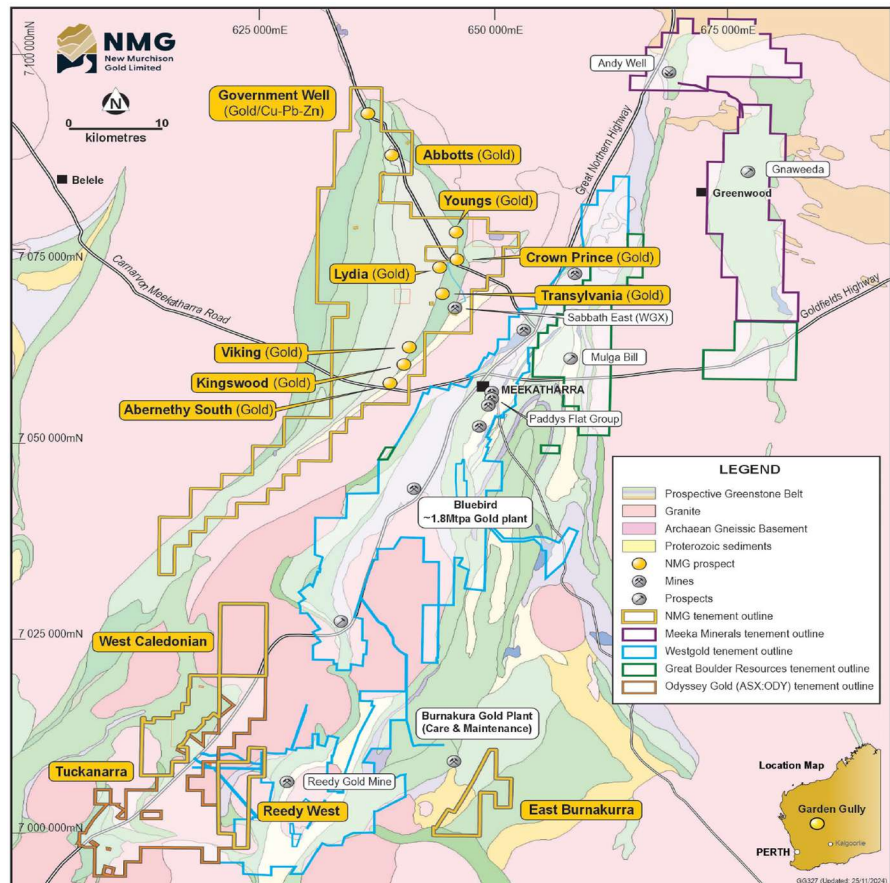 625 000mE
650 000mE
675 000mE
7 100 000mN
NMG
New Murchison
Gold Limited
N
0 10
kilometres
Andy Well
Government Well
(Gold/Cu-Pb-Zn)
Great Northern Highway
Abbotts (Gold)
Belele
Gnaweeda
Greenwood
Youngs (Gold)
7 075 000mN
Crown Prince (Gold)
Lydia (Gold)
Carnarvon Meekatharra Road
Transylvania (Gold)
Goldfields Highway
Sabbath East (WGX)
Viking (Gold)
Mulga Bill
Kingswood (Gold)
MEEKATHARRA
Abernethy South (Gold)
Paddys Flat Group
7 050 000mN
LEGEND
Prospective Greenstone Belt
Granite
Archaean Gneissic Basement
Proterozoic sediments
NMG prospect
Mines
Prospects
NMG tenement outline
Meeka Minerals tenement outline
Westgold tenement outline
Great Boulder Resources tenement outline
Odyssey Gold (ASX:ODY) tenement outline
Bluebird
~1.8Mtpa Gold plant
7 025 000mN
West Caledonian
Burnakura Gold Plant
(Care & Maintenance)
Tuckanarra
Reedy Gold Mine
Reedy West
East Burnakurra
7 000 000mN
Location Map
Garden Gully
Kalgoorlie
PERTH
GG327 (Updated: 25/11/2024)